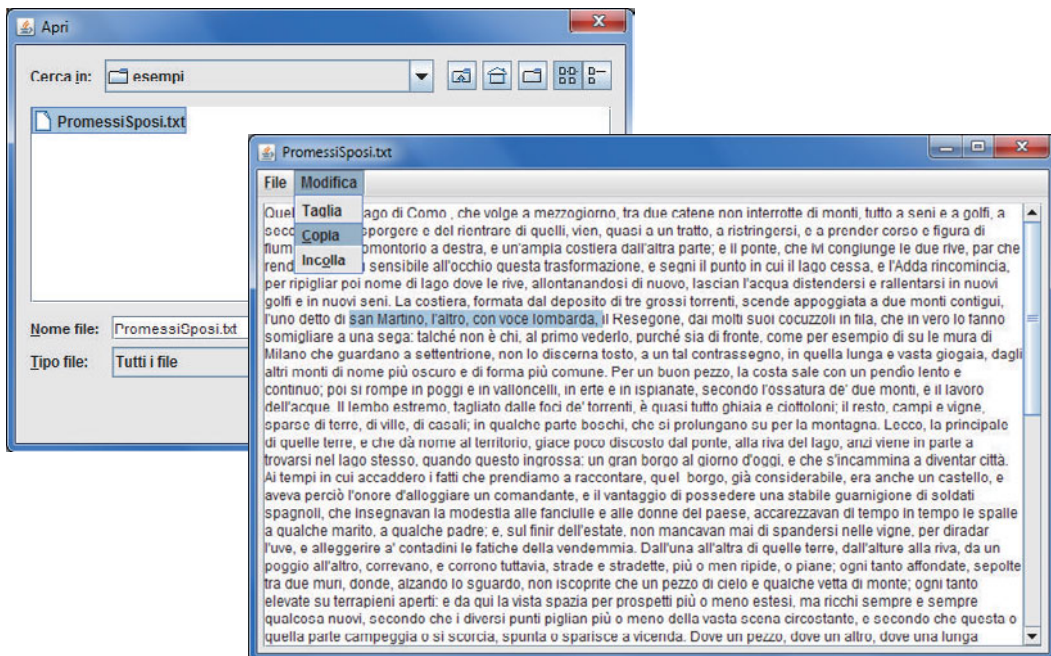 Apri
Cerca in: esempi
PromessiSposi.txt
Nome file: PromessiSposi.txt
Tipo file: Tutti i file
PromessiSposi.txt
File Modifica
Taglia
Copia
Incolla
Quel ago di Como , che volge a mezzogiorno, tra due catene non interrotte di monti, tutto a seni e a golfi, a
seco sporgere e del rientrare di quelli, vien, quasi a un tratto, a ristringersi, e a prender corso e figura di
fium omontorio a destra, e un'ampia costiera dall'altra parte; e il ponte, che ivi congiunge le due rive, par che
rend sensibile all'occhio questa trasformazione, e segni il punto in cui il lago cessa, e l'Adda rincomincia,
per ripigliar poi nome di lago dove le rive, allontanandosi di nuovo, lascian l'acqua distendersi e rallentarsi in nuovi
golfi e in nuovi seni. La costiera, formata dal deposito di tre grossi torrenti, scende appoggiata a due monti contigui,
l'uno detto di san Martino, l'altro, con voce lombarda, il Resegone, dai molti suoi cocuzzoli in fila, che in vero lo fanno
somigliare a una sega: talché non è chi, al primo vederlo, purché sia di fronte, come per esempio di su le mura di
Milano che guardano a settentrione, non lo discerna tosto, a un tal contrassegno, in quella lunga e vasta giogaia, dagli
altri monti di nome più oscuro e di forma più comune. Per un buon pezzo, la costa sale con un pendìo lento e
continuo; poi si rompe in poggi e in valloncelli, in erte e in ispianate, secondo l'ossatura de' due monti, e il lavoro
dell'acque. Il lembo estremo, tagliato dalle foci de' torrenti, è quasi tutto ghiaia e ciottoloni; il resto, campi e vigne,
sparse di terre, di ville, di casali; in qualche parte boschi, che si prolungano su per la montagna. Lecco, la principale
di quelle terre, e che dà nome al territorio, giace poco discosto dal ponte, alla riva del lago, anzi viene in parte a
trovarsi nel lago stesso, quando questo ingrossa: un gran borgo al giorno d'oggi, e che s'incammina a diventar città.
Ai tempi in cui accaddero i fatti che prendiamo a raccontare, quel borgo, già considerabile, era anche un castello, e
aveva perciò l'onore d'alloggiare un comandante, e il vantaggio di possedere una stabile guarnigione di soldati
spagnoli, che insegnavan la modestia alle fanciulle e alle donne del paese, accarezzavan di tempo in tempo le spalle
a qualche marito, a qualche padre; e, sul finir dell'estate, non mancavan mai di spandersi nelle vigne, per diradar
l'uve, e alleggerire a' contadini le fatiche della vendemmia. Dall'una all'altra di quelle terre, dall'alture alla riva, da un
poggio all'altro, correvano, e corrono tuttavia, strade e stradette, più o men ripide, o piane; ogni tanto affondate, sepolte
tra due muri, donde, alzando lo sguardo, non iscoprite che un pezzo di cielo e qualche vetta di monte; ogni tanto
elevate su terrapieni aperti: e da qui la vista spazia per prospetti più o meno estesi, ma ricchi sempre e sempre
qualcosa nuovi, secondo che i diversi punti piglian più o meno della vasta scena circostante, e secondo che questa o
quella parte campeggia o si scorcia, spunta o sparisce a vicenda. Dove un pezzo, dove un altro, dove una lunga